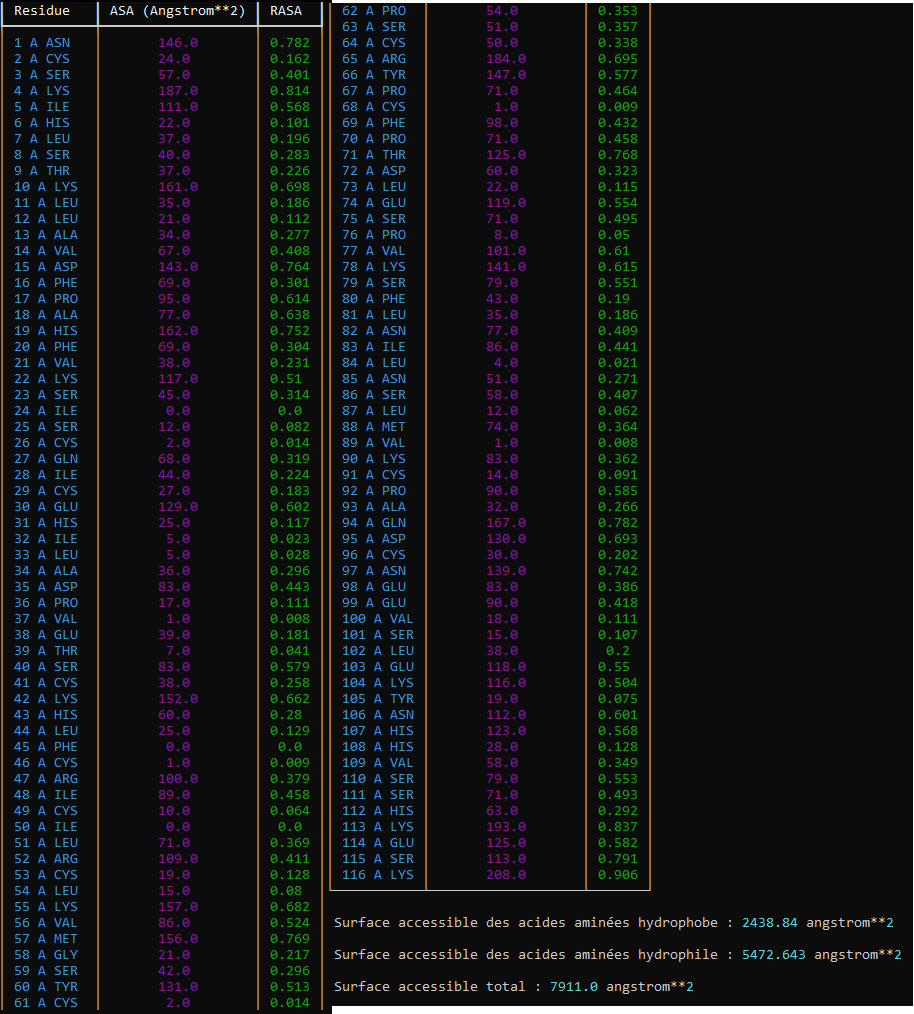 Residue ASA (Angstrom**2) RASA
1 A ASN 146.0 0.782
2 A CYS 24.0 0.162
3 A SER 57.0 0.401
4 A LYS 187.0 0.814
5 A ILE 111.0 0.568
6 A HIS 22.0 0.101
7 A LEU 37.0 0.196
8 A SER 40.0 0.283
9 A THR 37.0 0.226
10 A LYS 161.0 0.698
11 A LEU 35.0 0.186
12 A LEU 21.0 0.112
13 A ALA 34.0 0.277
14 A VAL 67.0 0.408
15 A ASP 143.0 0.764
16 A PHE 69.0 0.301
17 A PRO 95.0 0.614
18 A ALA 77.0 0.638
19 A HIS 162.0 0.752
20 A PHE 69.0 0.304
21 A VAL 38.0 0.231
22 A LYS 117.0 0.51
23 A SER 45.0 0.314
24 A ILE 0.0 0.0
25 A SER 12.0 0.082
26 A CYS 2.0 0.014
27 A GLN 68.0 0.319
28 A ILE 44.0 0.224
29 A CYS 27.0 0.183
30 A GLU 129.0 0.602
31 A HIS 25.0 0.117
32 A ILE 5.0 0.023
33 A LEU 5.0 0.028
34 A ALA 36.0 0.296
35 A ASP 83.0 0.443
36 A PRO 17.0 0.111
37 A VAL 1.0 0.008
38 A GLU 39.0 0.181
39 A THR 7.0 0.041
40 A SER 83.0 0.579
41 A CYS 38.0 0.258
42 A LYS 152.0 0.662
43 A HIS 60.0 0.28
44 A LEU 25.0 0.129
45 A PHE 0.0 0.0
46 A CYS 1.0 0.009
47 A ARG 100.0 0.379
48 A ILE 89.0 0.458
49 A CYS 10.0 0.064
50 A ILE 0.0 0.0
51 A LEU 71.0 0.369
52 A ARG 109.0 0.411
53 A CYS 19.0 0.128
54 A LEU 15.0 0.08
55 A LYS 157.0 0.682
56 A VAL 86.0 0.524
57 A MET 156.0 0.769
58 A GLY 21.0 0.217
59 A SER 42.0 0.296
60 A TYR 131.0 0.513
61 A CYS 2.0 0.014
62 A PRO 54.0 0.353
63 A SER 51.0 0.357
64 A CYS 50.0 0.338
65 A ARG 184.0 0.695
66 A TYR 147.0 0.577
67 A PRO 71.0 0.464
68 A CYS 1.0 0.009
69 A PHE 98.0 0.432
70 A PRO 71.0 0.458
71 A THR 125.0 0.768
72 A ASP 60.0 0.323
73 A LEU 22.0 0.115
74 A GLU 119.0 0.554
75 A SER 71.0 0.495
76 A PRO 8.0 0.05
77 A VAL 101.0 0.61
78 A LYS 141.0 0.615
79 A SER 79.0 0.551
80 A PHE 43.0 0.19
81 A LEU 35.0 0.186
82 A ASN 77.0 0.409
83 A ILE 86.0 0.441
84 A LEU 4.0 0.021
85 A ASN 51.0 0.271
86 A SER 58.0 0.407
87 A LEU 12.0 0.062
88 A MET 74.0 0.364
89 A VAL 1.0 0.008
90 A LYS 83.0 0.362
91 A CYS 14.0 0.091
92 A PRO 90.0 0.585
93 A ALA 32.0 0.266
94 A GLN 167.0 0.782
95 A ASP 130.0 0.693
96 A CYS 30.0 0.202
97 A ASN 139.0 0.742
98 A GLU 83.0 0.386
99 A GLU 90.0 0.418
100 A VAL 18.0 0.111
101 A SER 15.0 0.107
102 A LEU 38.0 0.2
103 A GLU 118.0 0.55
104 A LYS 116.0 0.504
105 A TYR 19.0 0.075
106 A ASN 112.0 0.601
107 A HIS 123.0 0.568
108 A HIS 28.0 0.128
109 A VAL 58.0 0.349
110 A SER 79.0 0.553
111 A SER 71.0 0.493
112 A HIS 63.0 0.292
113 A LYS 193.0 0.837
114 A GLU 125.0 0.582
115 A SER 113.0 0.791
116 A LYS 208.0 0.906
Surface accessible des acides aminées hydrophobe : 2438.84 angstrom**2
Surface accessible des acides aminées hydrophile : 5472.643 angstrom**2
Surface accessible total : 7911.0 angstrom**2